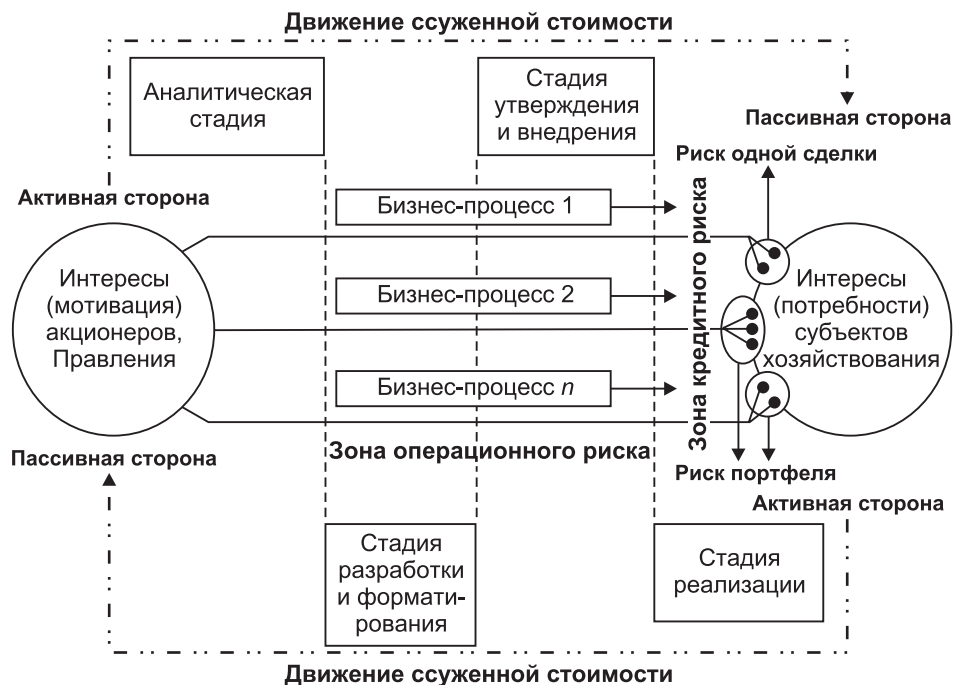 Движение ссуженной стоимости
Аналитическая
стадия
Стадия
утверждения
и внедрения
Пассивная сторона
Риск одной сделки
Активная сторона
Бизнес-процесс 1
Интересы
(мотивация)
акционеров,
Правления
Бизнес-процесс 2
Зона кредитного риска
Интересы
(потребности)
субъектов
хозяйствования
Бизнес-процесс n
Пассивная сторона
Зона операционного риска
Риск портфеля
Активная сторона
Стадия
разработки
и формати-
рования
Стадия
реализации
Движение ссуженной стоимости